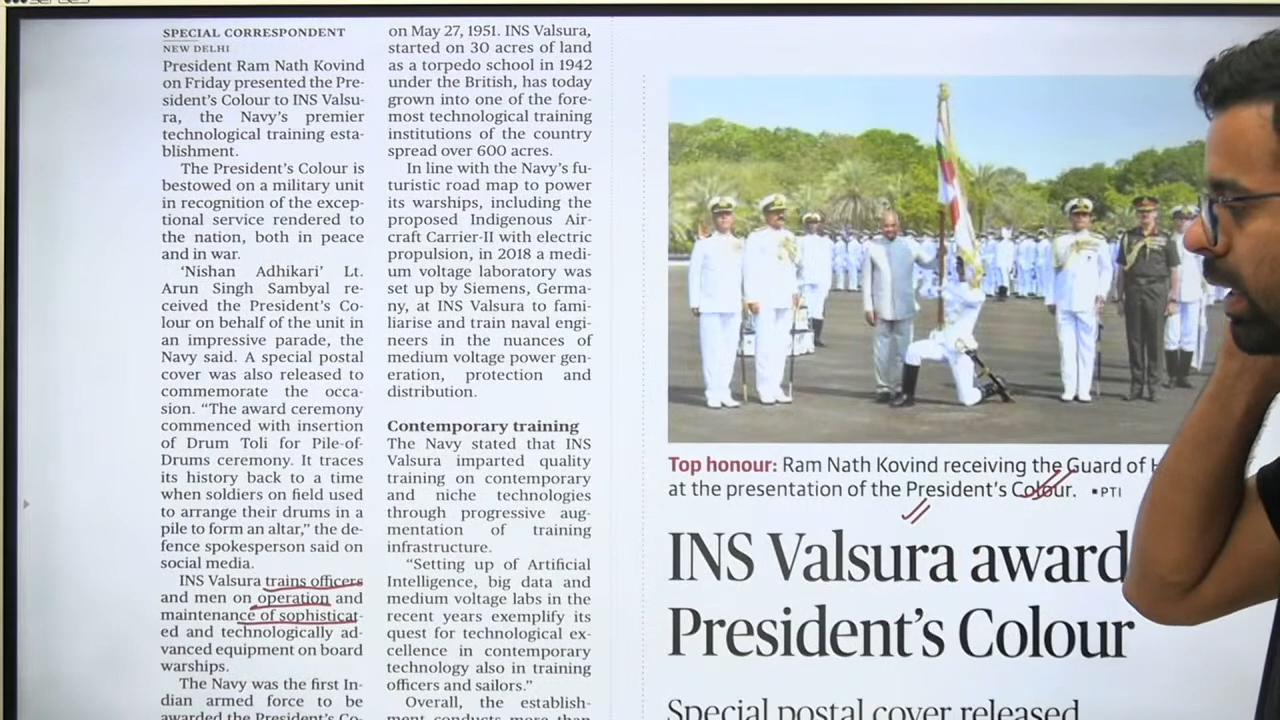 SPECIAL CORRESPONDENT
NEW DELHI
President Ram Nath Kovind
on Friday presented the Pre-
sident's Colour to INS Valsu-
ra, the Navy's premier
technological training esta-
blishment.
The President's Colour is
bestowed on a military unit
in recognition of the excep-
tional service rendered to
the nation, both in peace
and in war.
‘Nishan Adhikari’ Lt.
Arun Singh Sambyal re-
ceived the President's Co-
lour on behalf of the unit in
an impressive parade, the
Navy said. A special postal
cover was also released to
commemorate the occa-
sion. “The award ceremony
commenced with insertion
of Drum Toli for Pile-of-
Drums ceremony. It traces
its history back to a time
when soldiers on field used
to arrange their drums in a
pile to form an altar,” the de-
fence spokesperson said on
social media.
INS Valsura trains officers
and men on operation and
maintenance of sophisticat-
ed and technologically ad-
vanced equipment on board
warships.
The Navy was the first In-
dian armed force to be
awarded the President's Co-
on May 27, 1951. INS Valsura,
started on 30 acres of land
as a torpedo school in 1942
under the British, has today
grown into one of the fore-
most technological training
institutions of the country
spread over 600 acres.
In line with the Navy's fu-
turistic road map to power
its warships, including the
proposed Indigenous Air-
craft Carrier-II with electric
propulsion, in 2018 a medi-
um voltage laboratory was
set up by Siemens, Germa-
ny, at INS Valsura to fami-
liarise and train naval engi-
neers in the nuances of
medium voltage power gen-
eration, protection and
distribution.
Contemporary training
The Navy stated that INS
Valsura imparted quality
training on contemporary
and niche technologies
through progressive aug-
mentation of training
infrastructure.
“Setting up of Artificial
Intelligence, big data and
medium voltage labs in the
recent years exemplify its
quest for technological ex-
cellence in contemporary
technology also in training
officers and sailors.”
Overall, the establish-
ment conducts more than
Top honour: Ram Nath Kovind receiving the Guard of
at the presentation of the President's Colour. ▪PTI
INS Valsura award
President's Colour
Special postal cover released